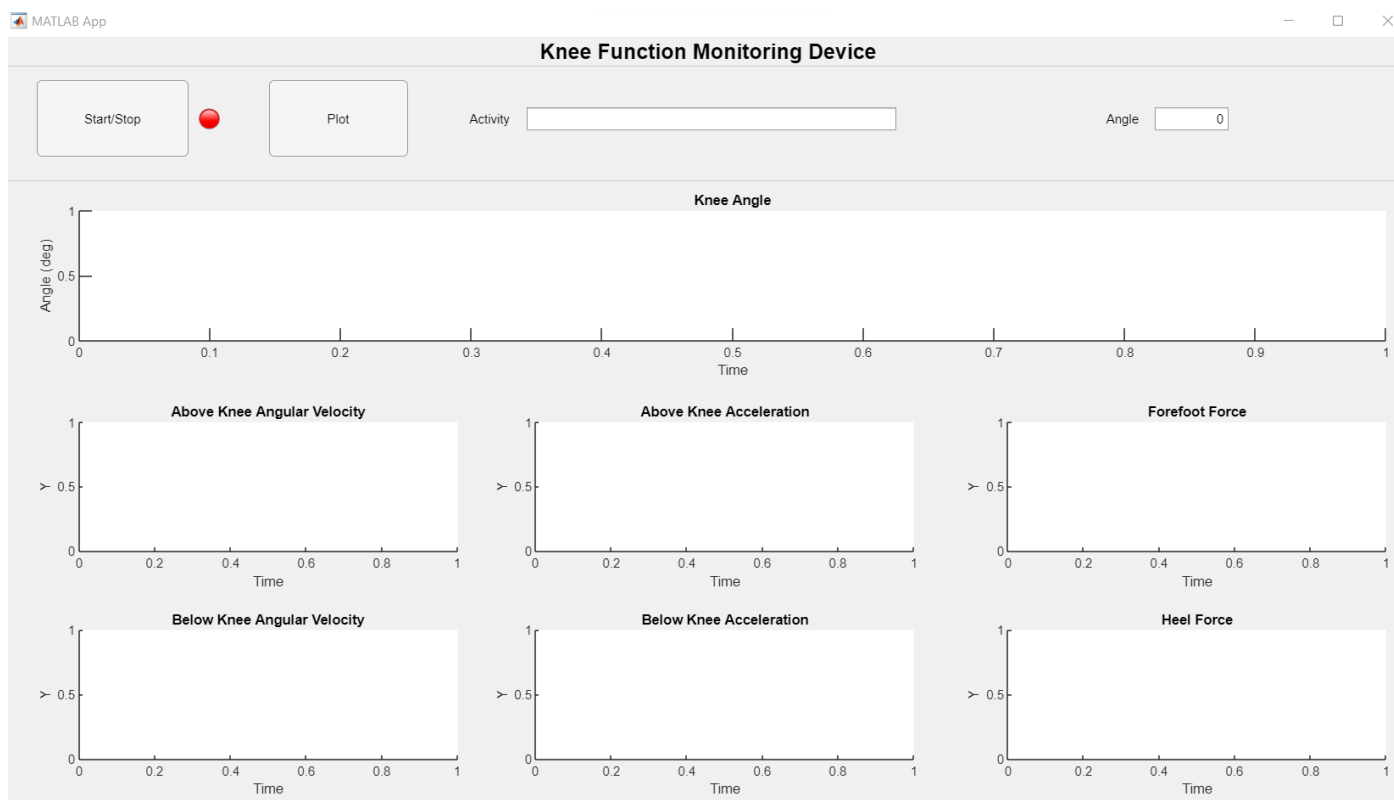 MATLAB App
Knee Function Monitoring Device
Start/Stop
Plot
Activity
Angle 0
Knee Angle
1
0.5
0
Angle (deg)
0 0.1 0.2 0.3 0.4 0.5 0.6 0.7 0.8 0.9 1
Time
Above Knee Angular Velocity
1
Y 0.5
0
0 0.2 0.4 0.6 0.8 1
Time
Above Knee Acceleration
1
Y 0.5
0
0 0.2 0.4 0.6 0.8 1
Time
Forefoot Force
1
Y 0.5
0
0 0.2 0.4 0.6 0.8 1
Time
Below Knee Angular Velocity
1
Y 0.5
0
0 0.2 0.4 0.6 0.8 1
Time
Below Knee Acceleration
1
Y 0.5
0
0 0.2 0.4 0.6 0.8 1
Time
Heel Force
1
Y 0.5
0
0 0.2 0.4 0.6 0.8 1
Time